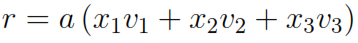 r = a (x₁v₁ + x₂v₂ + x₃v₃)